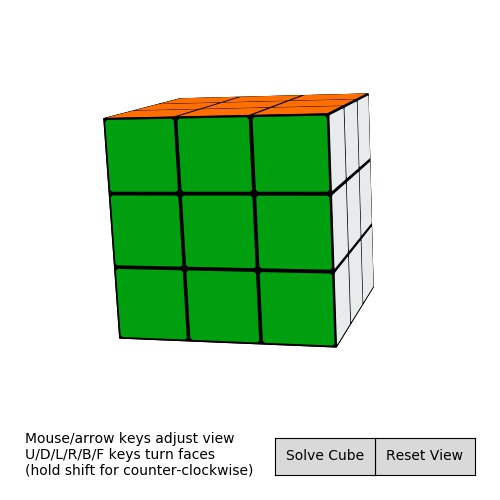 Mouse/arrow keys adjust view
U/D/L/R/B/F keys turn faces
(hold shift for counter-clockwise)
Solve Cube
Reset View